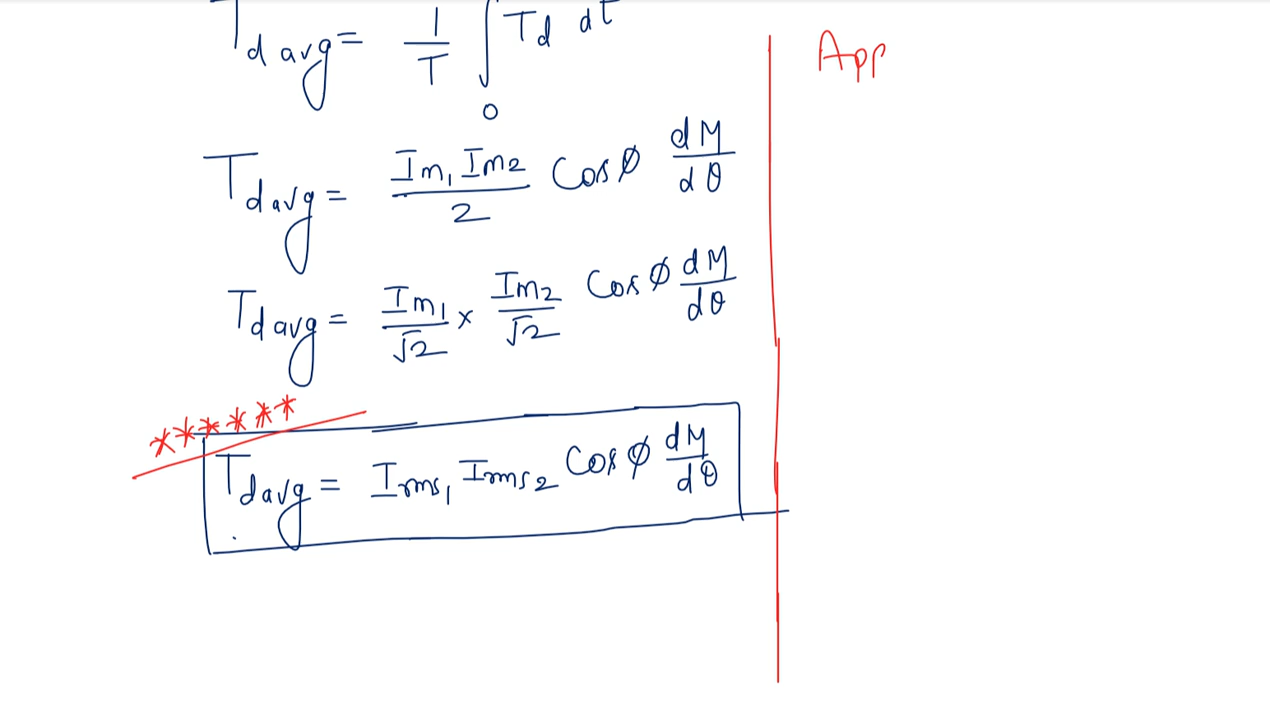 T_d avg = 1/T ∫₀ T_d dt
T_d avg = (Im₁ Im₂ / 2) Cos ø dM/dθ
T_d avg = Im₁/√2 × Im₂/√2 Cos ø dM/dθ
******
T_d avg = Irms₁ Irms₂ Cos ø dM/dθ
App